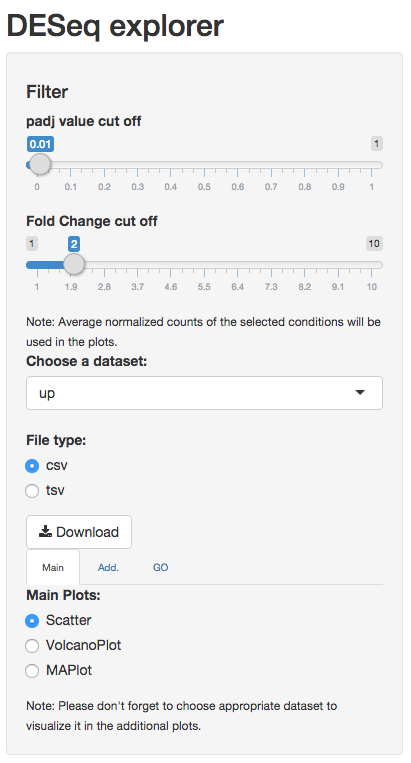 DESeq explorer
Filter
padj value cut off
0.01 1
0 0.1 0.2 0.3 0.4 0.5 0.6 0.7 0.8 0.9 1
Fold Change cut off
1 2 10
1 1.9 2.8 3.7 4.6 5.5 6.4 7.3 8.2 9.1 10
Note: Average normalized counts of the selected conditions will be
used in the plots.
Choose a dataset:
up
File type:
csv
tsv
Download
Main Add. GO
Main Plots:
Scatter
VolcanoPlot
MAPlot
Note: Please don't forget to choose appropriate dataset to
visualize it in the additional plots.